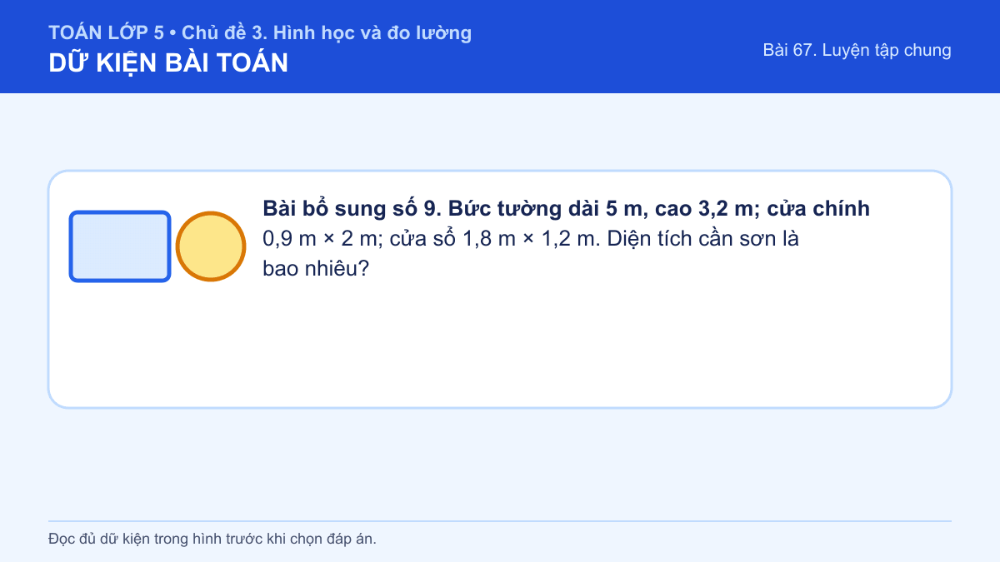 TOÁN LỚP 5 • Chủ đề 3. Hình học và đo lường
DỮ KIỆN BÀI TOÁN
Bài 67. Luyện tập chung
Bài bổ sung số 9. Bức tường dài 5 m, cao 3,2 m; cửa chính
0,9 m × 2 m; cửa sổ 1,8 m × 1,2 m. Diện tích cần sơn là
bao nhiêu?
Đọc đủ dữ kiện trong hình trước khi chọn đáp án.